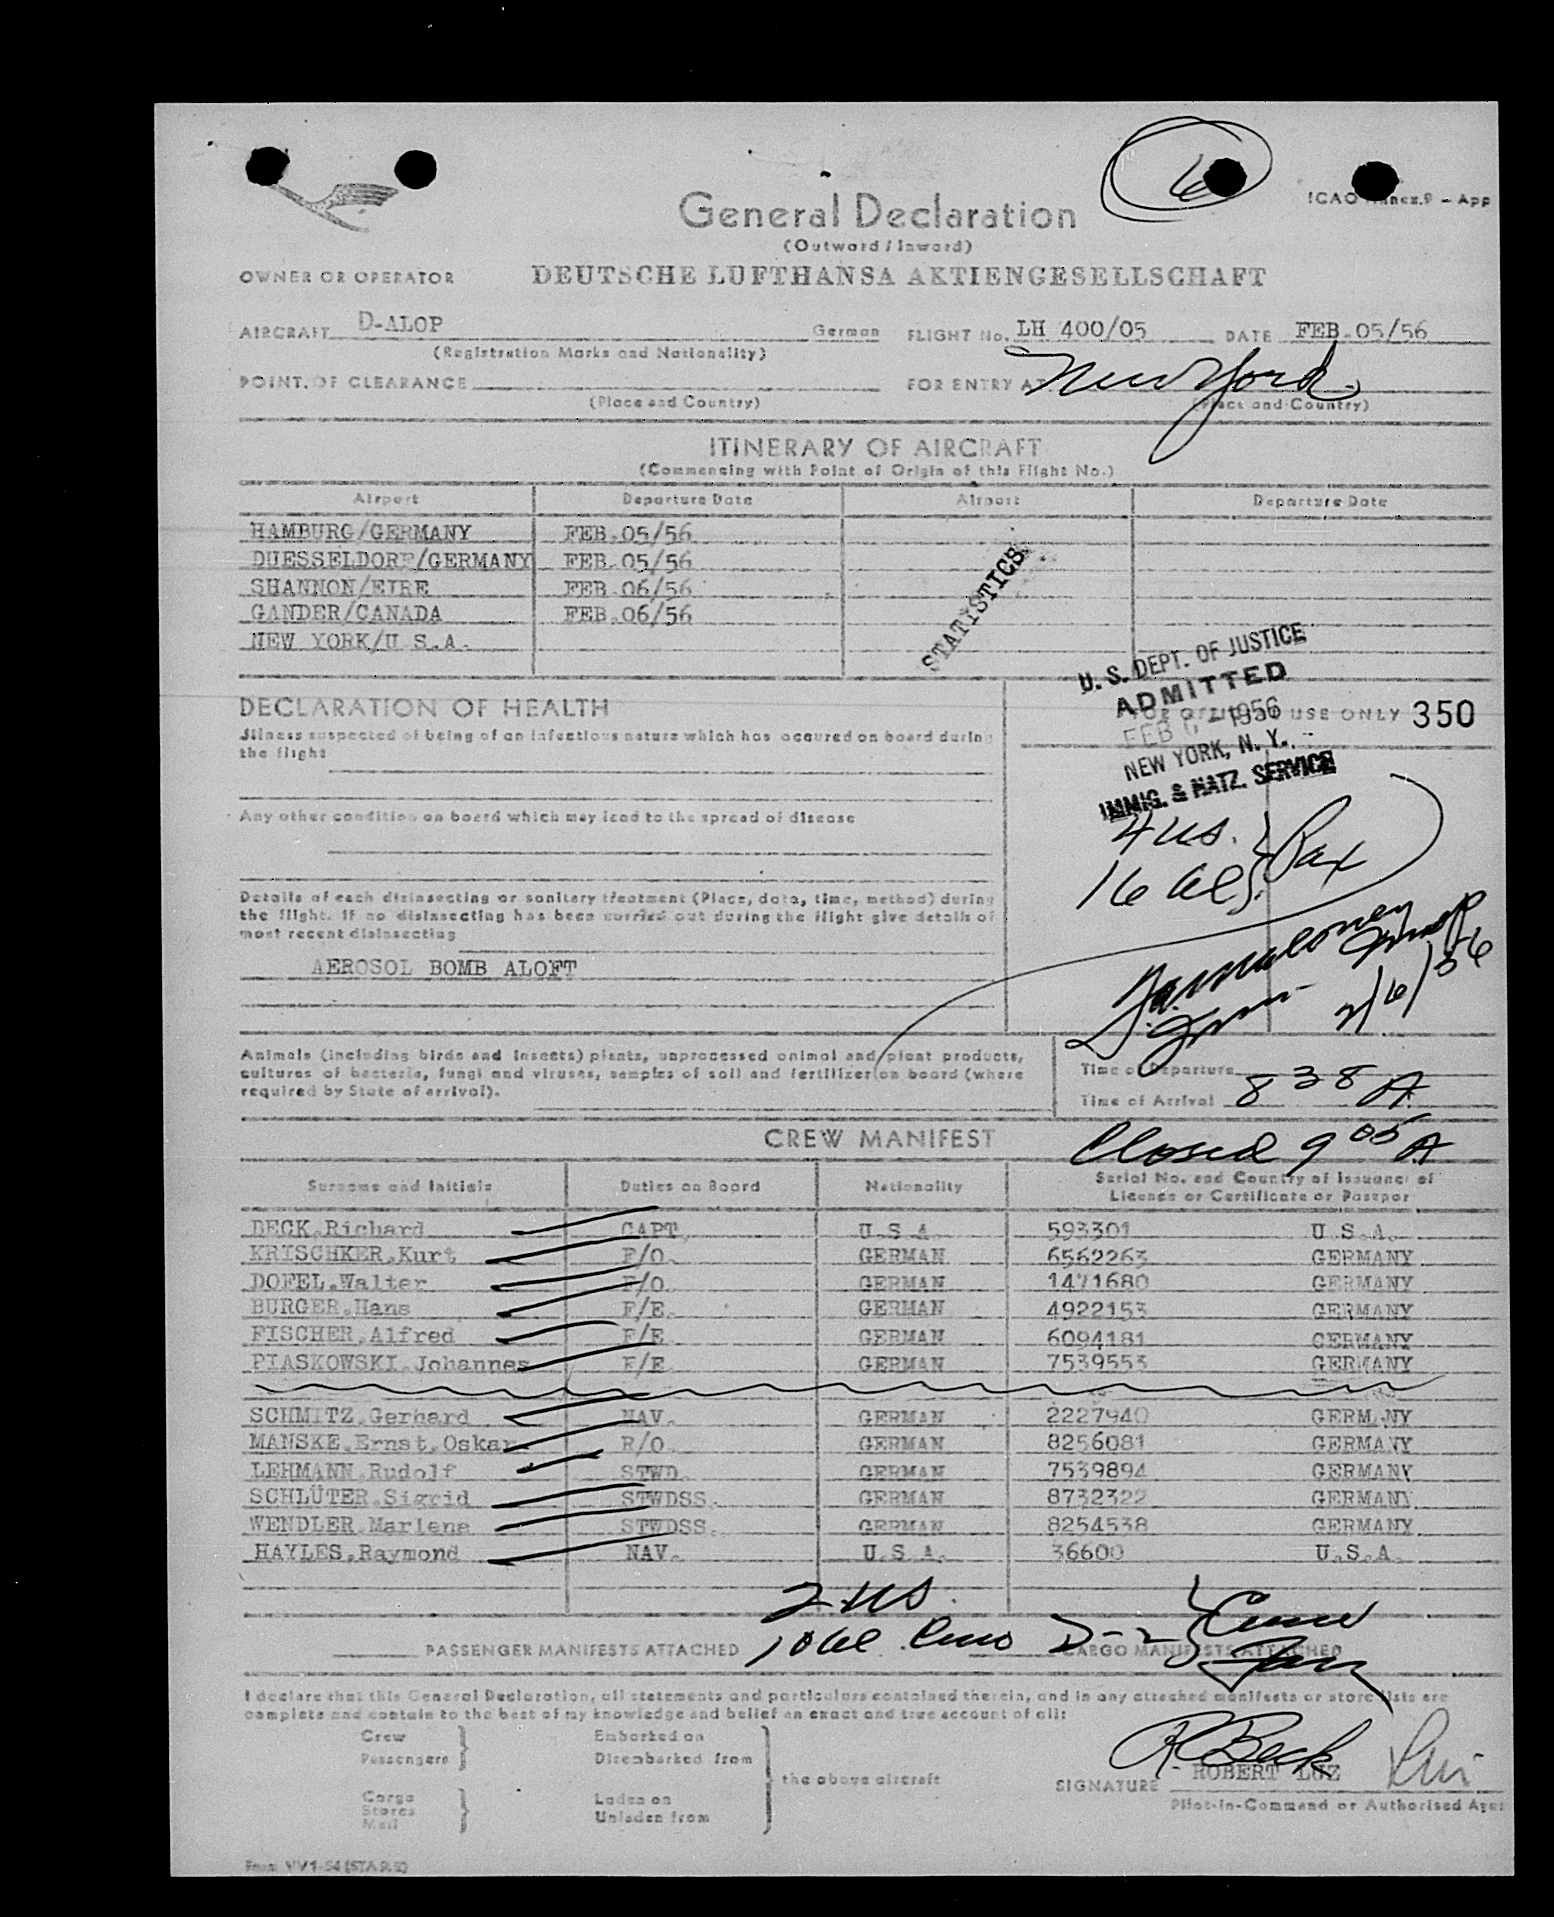 6
ICAO Annex.9 - App
General Declaration
(Outward / Inward)
OWNER OR OPERATOR DEUTSCHE LUFTHANSA AKTIENGESELLSCHAFT
AIRCRAFT D-ALOP German FLIGHT No. LH 400/05 DATE FEB.05/56
(Registration Marks and Nationality)
POINT OF CLEARANCE FOR ENTRY AT New York
(Place and Country) (Place and Country)
ITINERARY OF AIRCRAFT
(Commencing with Point of Origin of this Flight No.)
Airport Departure Date Airport Departure Date
HAMBURG/GERMANY FEB.05/56
DUESSELDORF/GERMANY FEB.05/56
SHANNON/EIRE FEB.06/56
GANDER/CANADA FEB.06/56
NEW YORK/U.S.A.
STATISTICS
U. S. DEPT. OF JUSTICE
ADMITTED
FEB 6 - 1956
NEW YORK, N. Y.
IMMIG. & NATZ. SERVICE
FOR OFFICIAL USE ONLY 350
DECLARATION OF HEALTH
Illness suspected of being of an infectious nature which has occured on board during
the flight
Any other condition on board which may lead to the spread of disease
4 US.
16 al } Pax
Details of each disinsecting or sanitary treatment (Place, date, time, method) during
the flight. If no disinsecting has been carried out during the flight give details of
most recent disinsecting
AEROSOL BOMB ALOFT
2/6/56
Animals (including birds and insects) plants, unprocessed animal and plant products,
cultures of bacteria, fungi and viruses, samples of soil and fertilizer on board (where
required by State of arrival).
Time of Departure
Time of Arrival 8 38 A
Closed 9 05 A
CREW MANIFEST
Surname and Initials Duties on Board Nationality Serial No. and Country of Issuance of
License or Certificate or Passport
BECK,Richard CAPT. U.S.A. 593301 U.S.A.
KRISCHKER,Kurt F/O. GERMAN 6562263 GERMANY
DOFEL,Walter F/O. GERMAN 1471680 GERMANY
BURGER,Hans F/E. GERMAN 4922153 GERMANY
FISCHER,Alfred F/E GERMAN 6094181 GERMANY
PIASKOWSKI,Johannes F/E GERMAN 7539553 GERMANY
SCHMITZ,Gerhard NAV. GERMAN 2227940 GERMANY
MANSKE,Ernst,Oskar R/O. GERMAN 8256081 GERMANY
LEHMANN,Rudolf STWD. GERMAN 7539894 GERMANY
SCHLÜTER,Sigrid STWDSS. GERMAN 8732322 GERMANY
WENDLER,Marlene STWDSS. GERMAN 8254538 GERMANY
HAYLES,Raymond NAV. U.S.A. 36600 U.S.A.
2 US.
10 al D-2
PASSENGER MANIFESTS ATTACHED CARGO MANIFESTS ATTACHED
I declare that this General Declaration, all statements and particulars contained therein, and in any attached manifests or store lists are
complete and contain to the best of my knowledge and belief an exact and true account of all:
Crew Embarked on
Passengers Disembarked from
the above aircraft
Cargo Laden on
Stores
Mail Unladen from
R Beck
SIGNATURE ROBERT LUZ
Pilot-in-Command or Authorised Agent